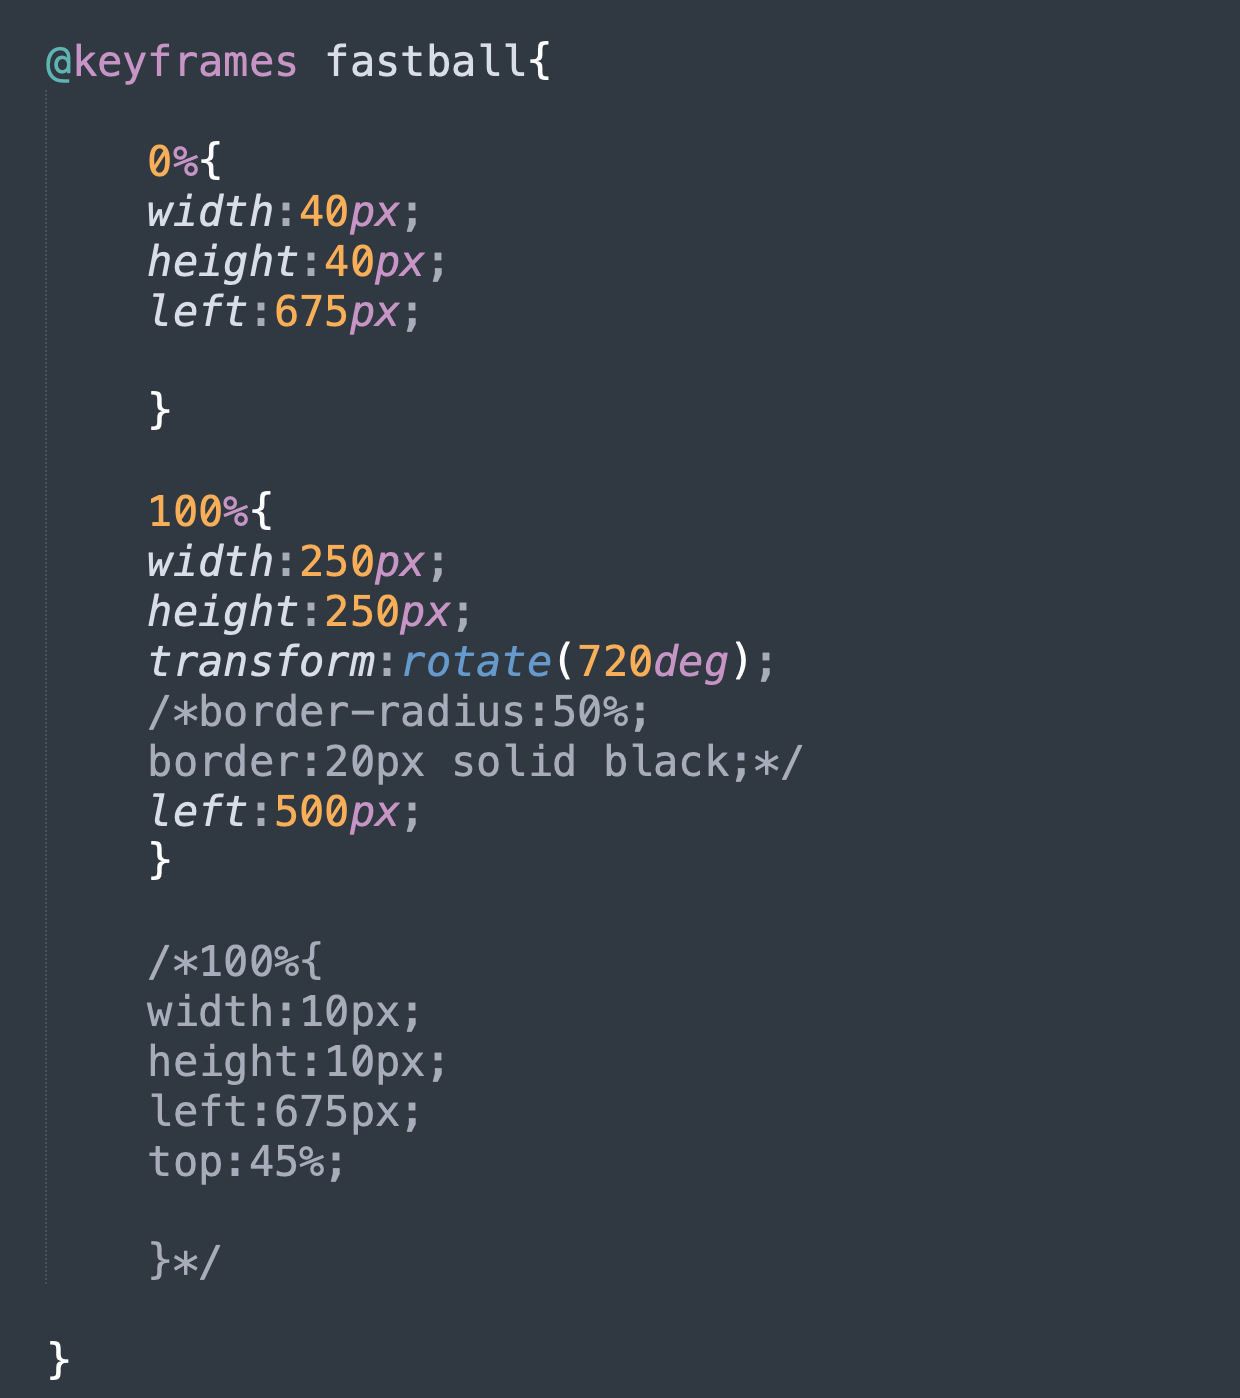 @keyframes fastball{
0%{
width:40px;
height:40px;
left:675px;
}
100%{
width:250px;
height:250px;
transform:rotate(720deg);
/*border-radius:50%;
border:20px solid black;*/
left:500px;
}
/*100%{
width:10px;
height:10px;
left:675px;
top:45%;
}*/
}